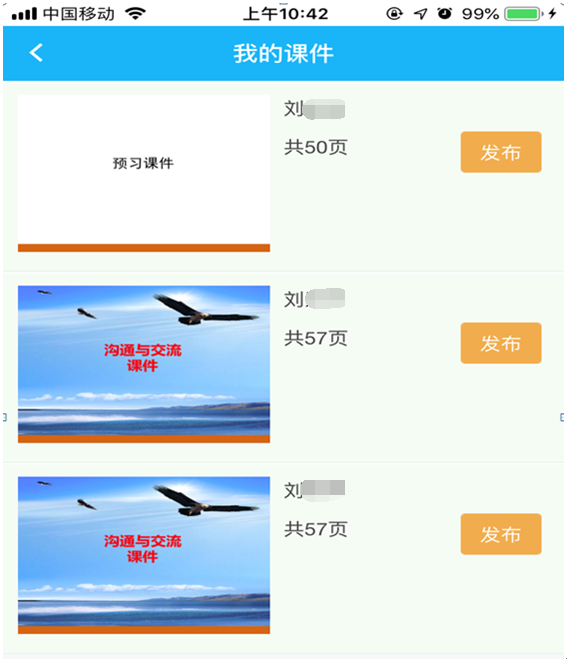 中国移动 上午10:42 99%
我的课件
预习课件
刘
共50页
发布
沟通与交流
课件
刘
共57页
发布
沟通与交流
课件
刘
共57页
发布